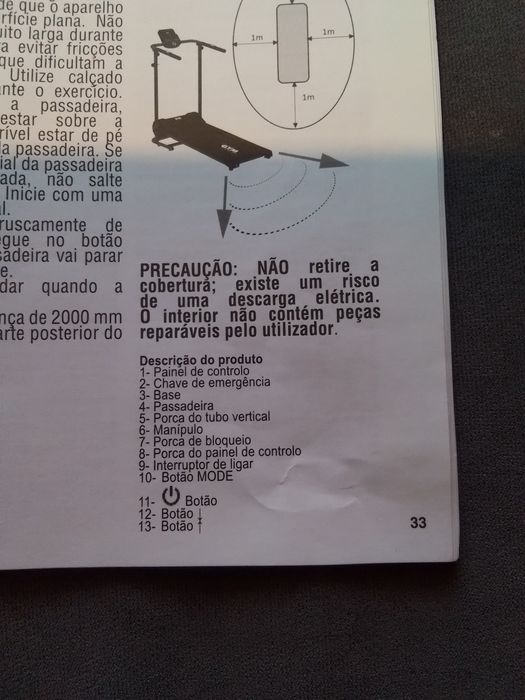 de que o aparelho
rfície plana. Não
uito larga durante
a evitar fricções
que dificultam a
Utilize calçado
ante o exercício.
a passadeira,
estar sobre a
rível estar de pé
la passadeira. Se
ial da passadeira
ada, não salte
Inicie com uma
al.
ruscamente de
egue no botão
sadeira vai parar
e.
dar quando a
nça de 2000 mm
arte posterior do
1m
1m
1m
GYM
PRECAUÇÃO: NÃO retire a
cobertura; existe um risco
de uma descarga elétrica.
O interior não contém peças
reparáveis pelo utilizador.
Descrição do produto
1- Painel de controlo
2- Chave de emergência
3- Base
4- Passadeira
5- Porca do tubo vertical
6- Manípulo
7- Porca de bloqueio
8- Porca do painel de controlo
9- Interruptor de ligar
10- Botão MODE
11- Botão
12- Botão
13- Botão
33